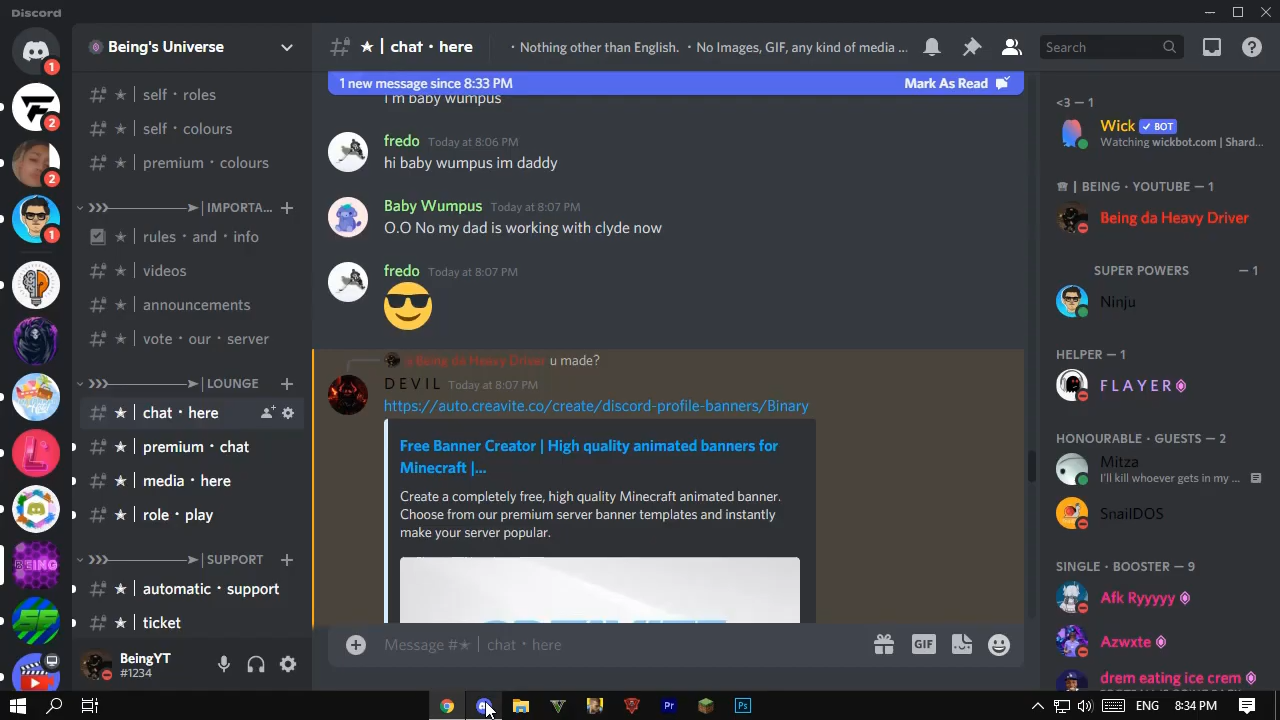 Discord
Being's Universe
★ | chat・here
・Nothing other than English. ・No Images, GIF, any kind of media ...
Search
1 new message since 8:33 PM
Mark As Read
1
2
2
1
BEING
★ | self・roles
★ | self・colours
★ | premium・colours
IMPORTA...
★ | rules・and・info
★ | videos
★ | announcements
★ | vote・our・server
LOUNGE
★ | chat・here
★ | premium・chat
★ | media・here
★ | role・play
SUPPORT
★ | automatic・support
★ | ticket
BeingYT
#1234
i'm baby wumpus
fredo Today at 8:06 PM
hi baby wumpus im daddy
Baby Wumpus Today at 8:07 PM
O.O No my dad is working with clyde now
fredo Today at 8:07 PM
Being da Heavy Driver u made?
D E V I L Today at 8:07 PM
https://auto.creavite.co/create/discord-profile-banners/Binary
Free Banner Creator | High quality animated banners for
Minecraft |...
Create a completely free, high quality Minecraft animated banner.
Choose from our premium server banner templates and instantly
make your server popular.
Message #★ | chat・here
GIF
<3 — 1
Wick ✓ BOT
Watching wickbot.com | Shard...
| BEING・YOUTUBE — 1
Being da Heavy Driver
SUPER POWERS — 1
Ninju
HELPER — 1
F L A Y E R
HONOURABLE・GUESTS — 2
Mitza
I'll kill whoever gets in my ...
SnailDOS
SINGLE・BOOSTER — 9
Afk Ryyyyy
Azwxte
drem eating ice crem
Pr
Ps
ENG
8:34 PM